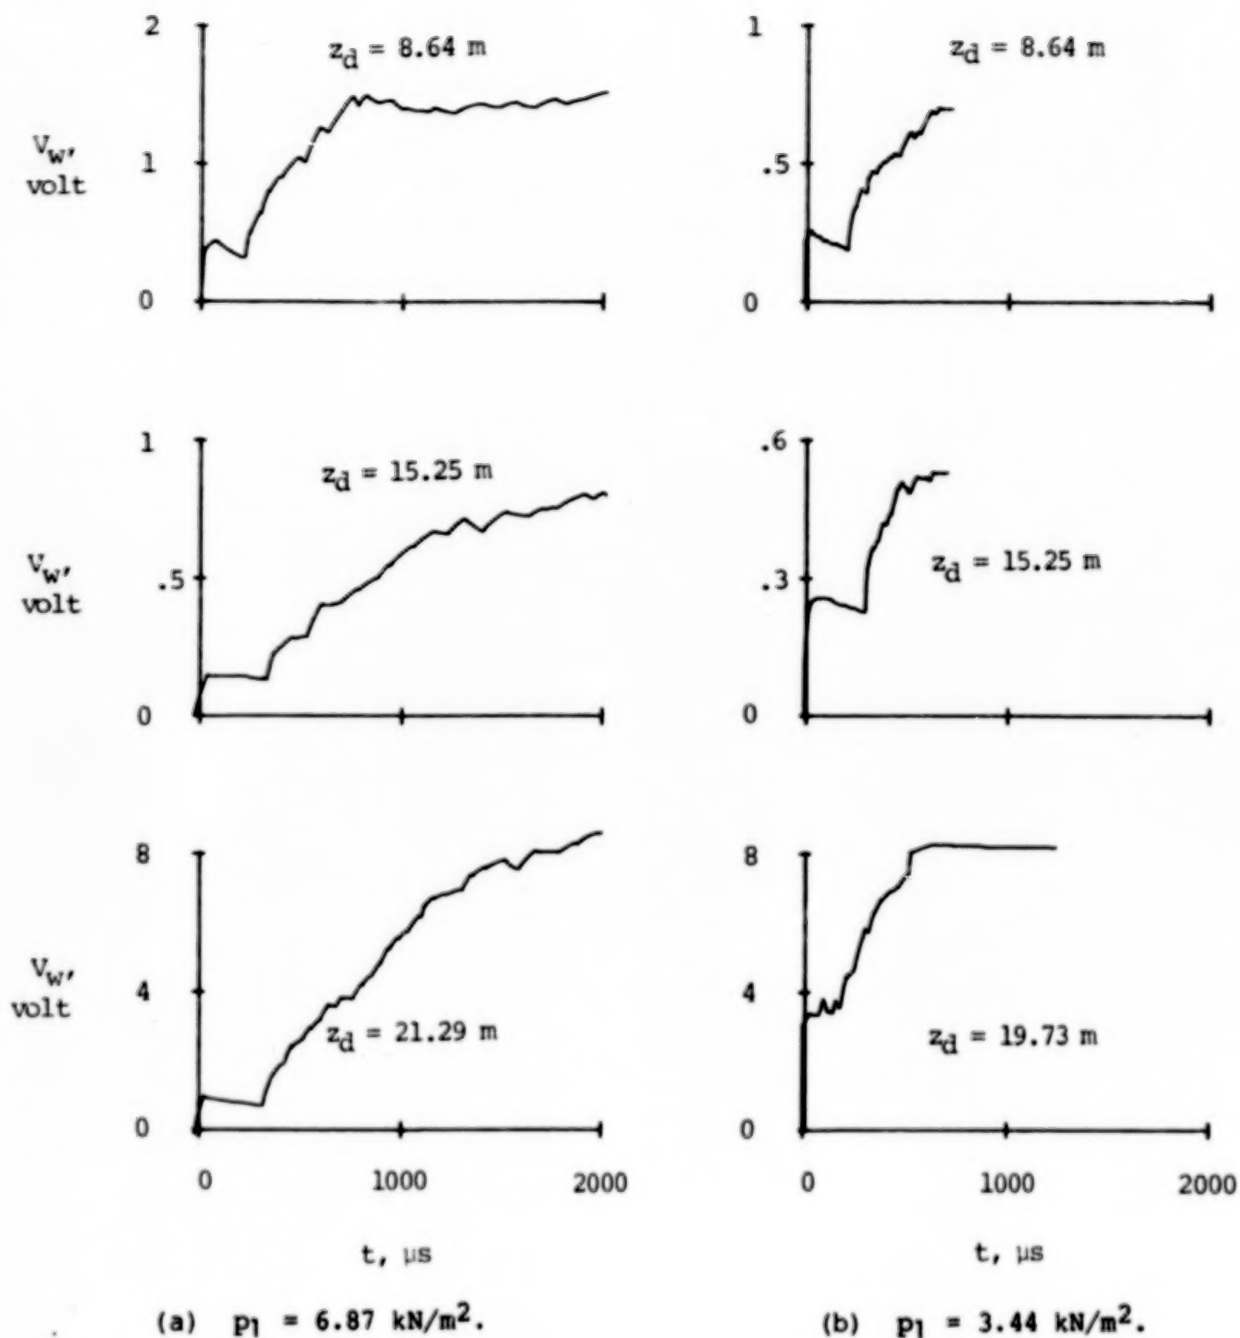 2
z_d = 8.64 m
V_w,
volt
1
0
1
z_d = 8.64 m
.5
0
1
z_d = 15.25 m
V_w,
volt
.5
0
.6
z_d = 15.25 m
.3
0
8
V_w,
volt
4
z_d = 21.29 m
0
0 1000 2000
t, μs
8
4
z_d = 19.73 m
0
0 1000 2000
t, μs
(a) p1 = 6.87 kN/m².
(b) p1 = 3.44 kN/m².